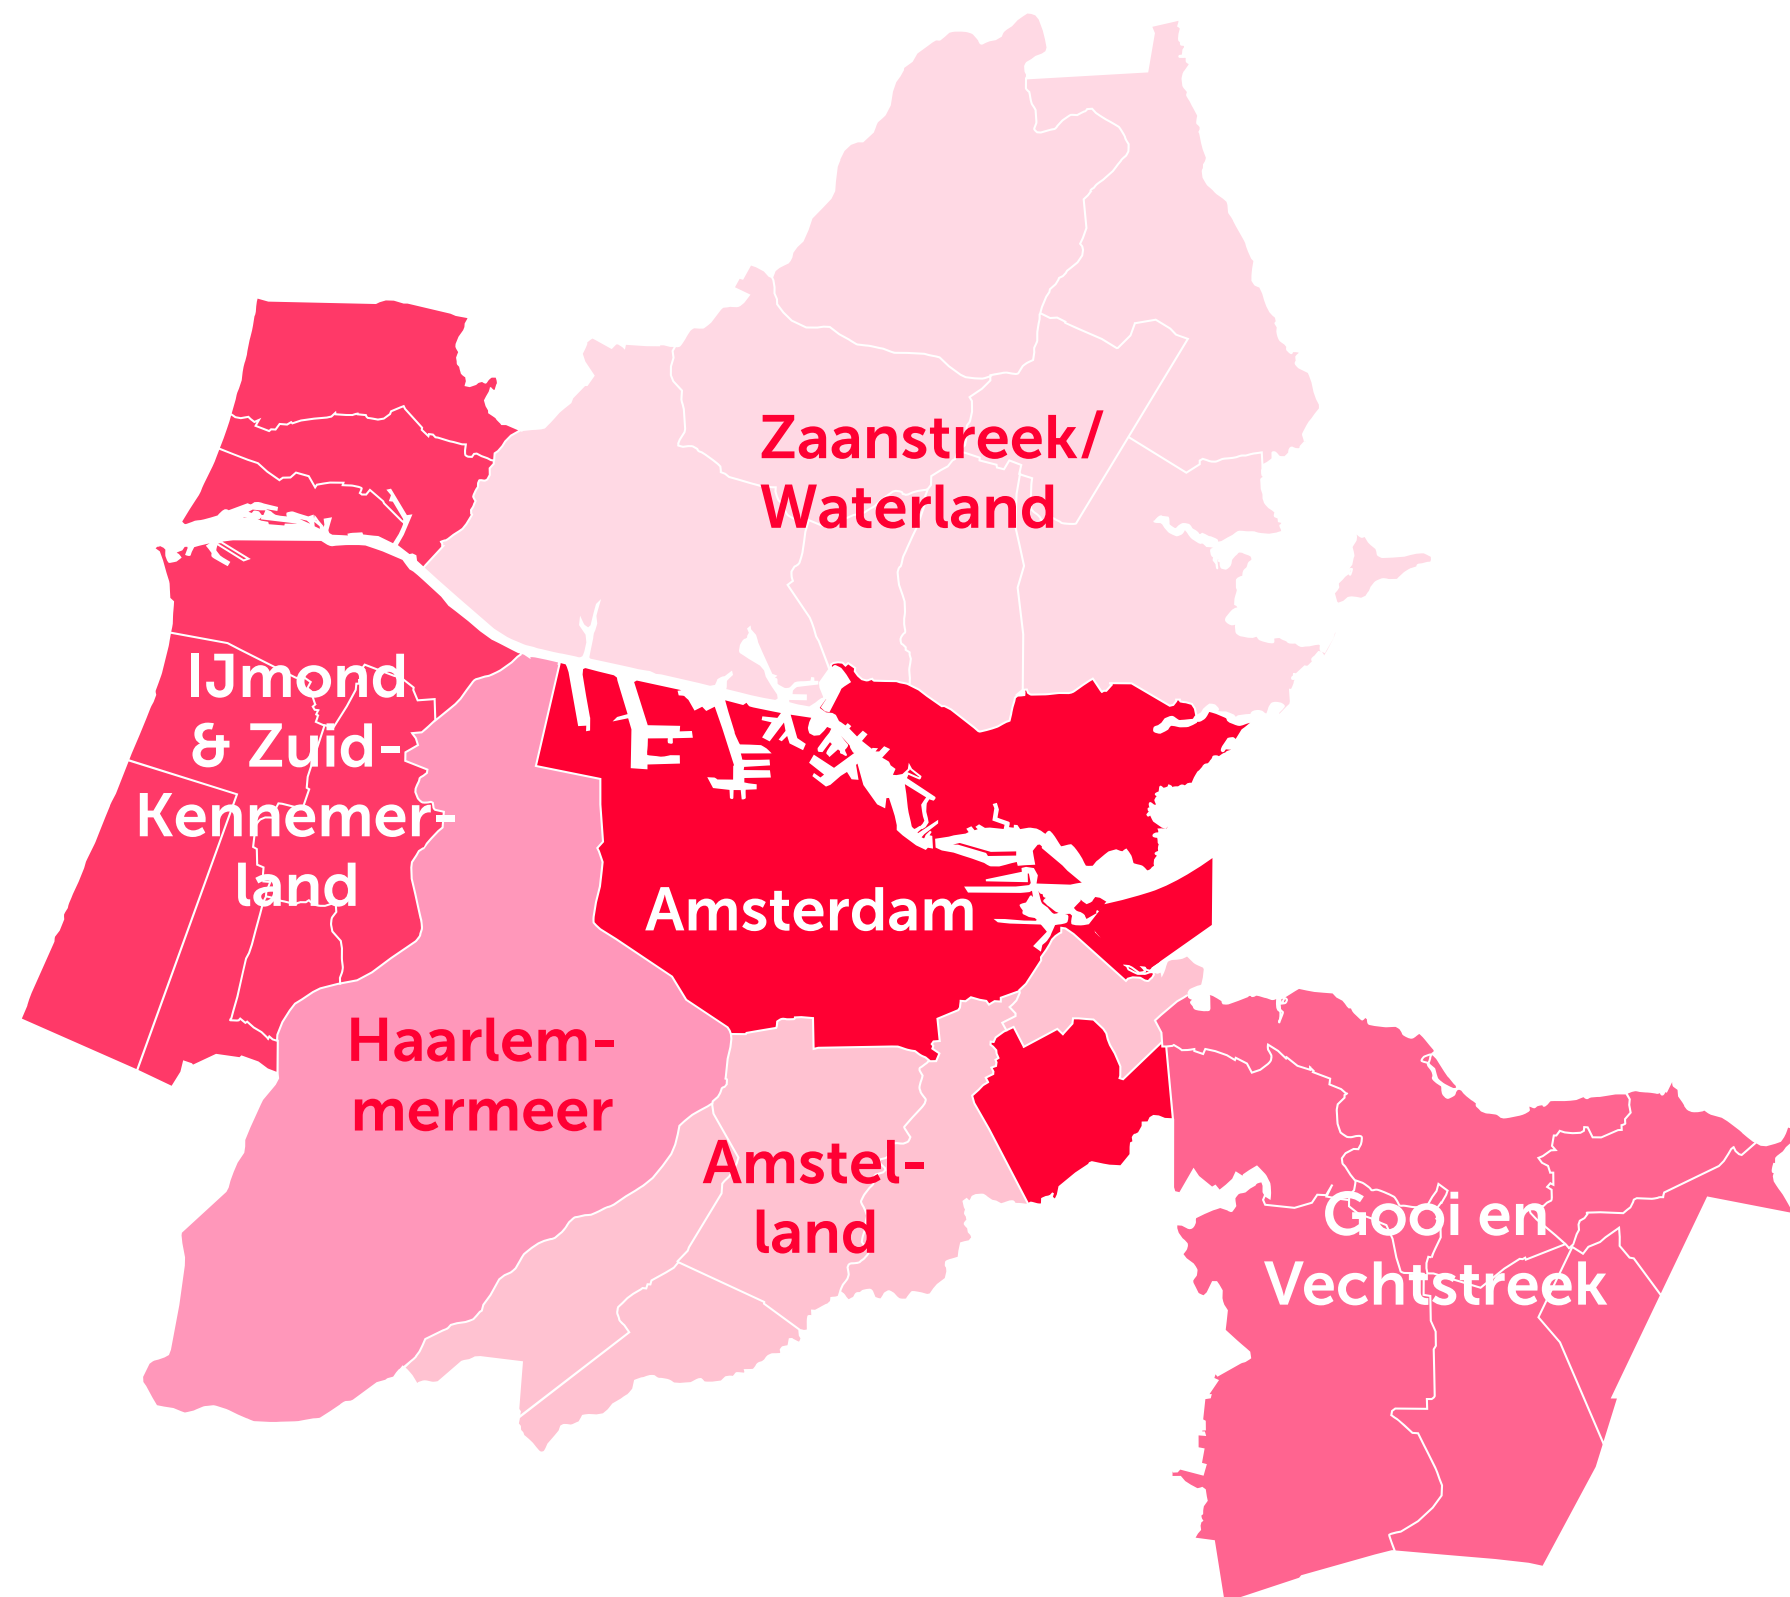 Zaanstreek/
Waterland
IJmond
& Zuid-
Kennemer-
land
Amsterdam
Haarlem-
mermeer
Amstel-
land
Gooi en
Vechtstreek